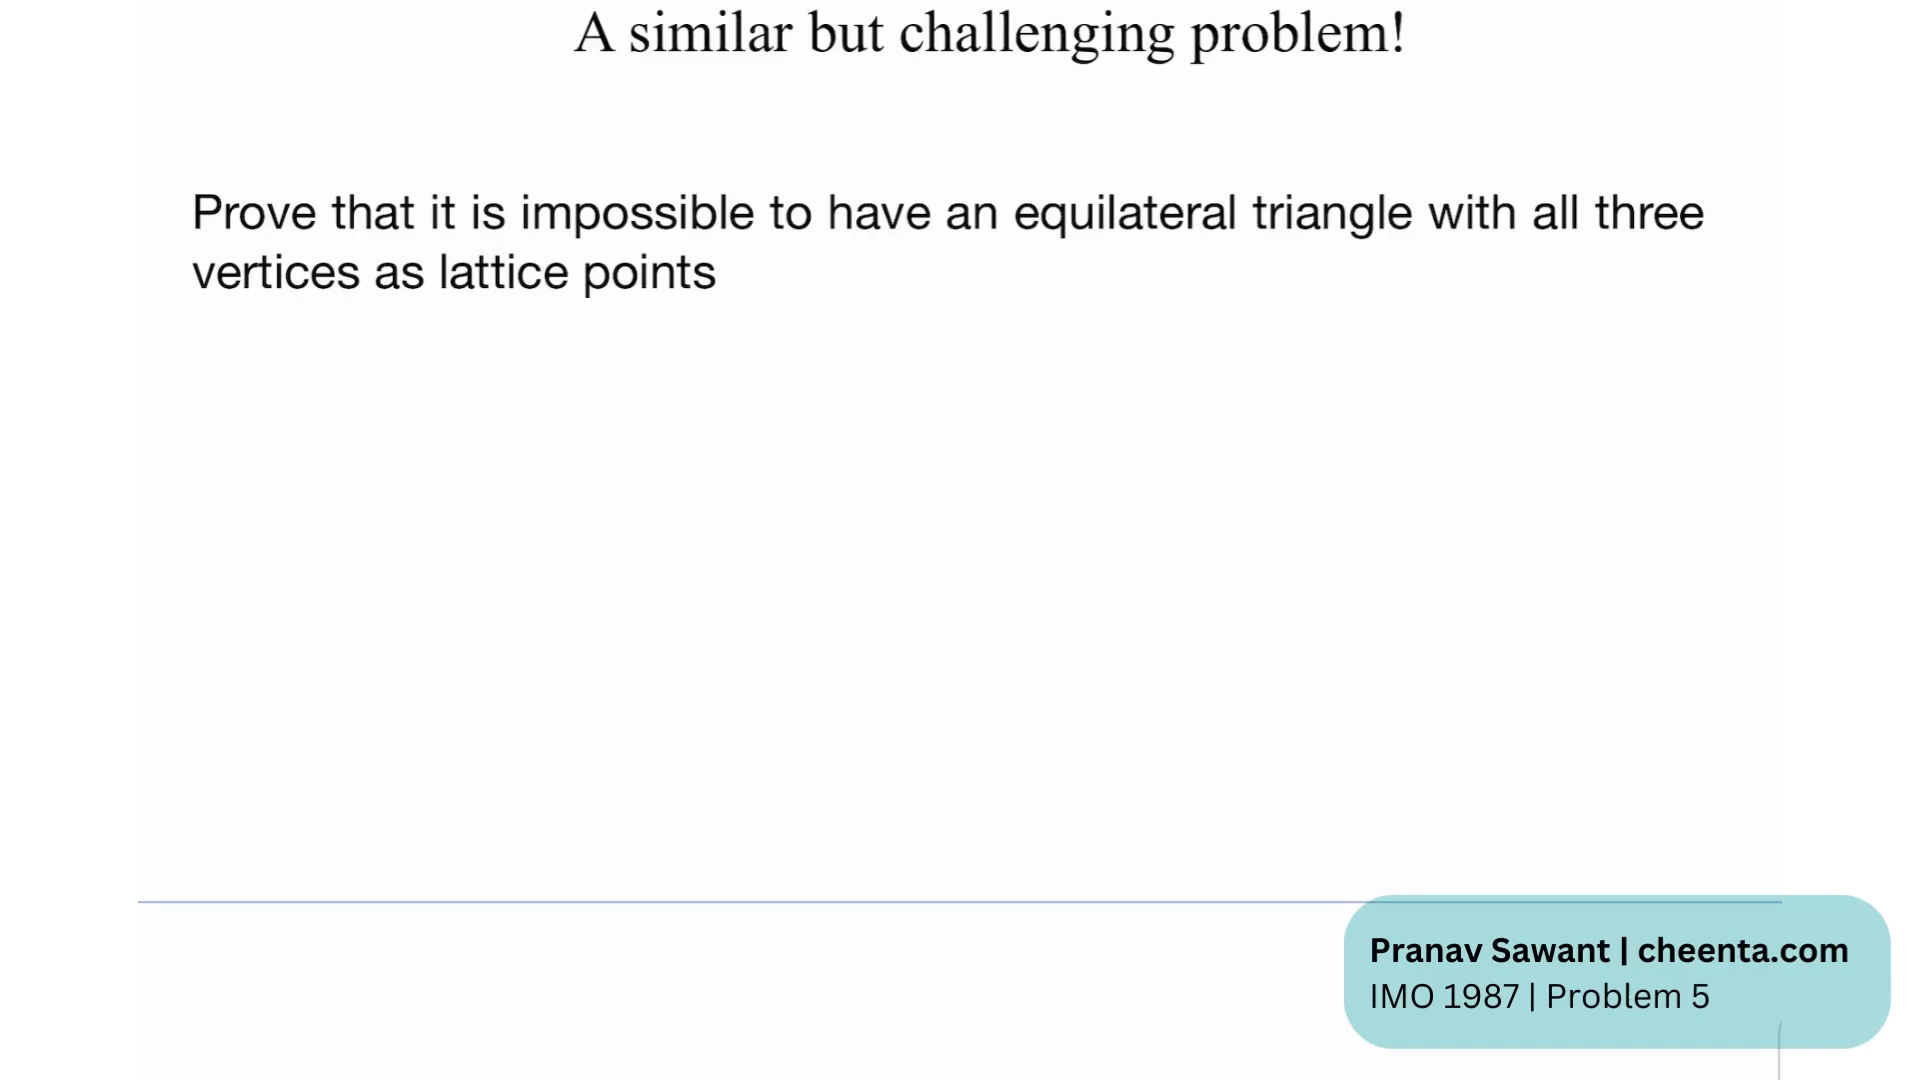 A similar but challenging problem!
Prove that it is impossible to have an equilateral triangle with all three
vertices as lattice points
Pranav Sawant | cheenta.com
IMO 1987 | Problem 5